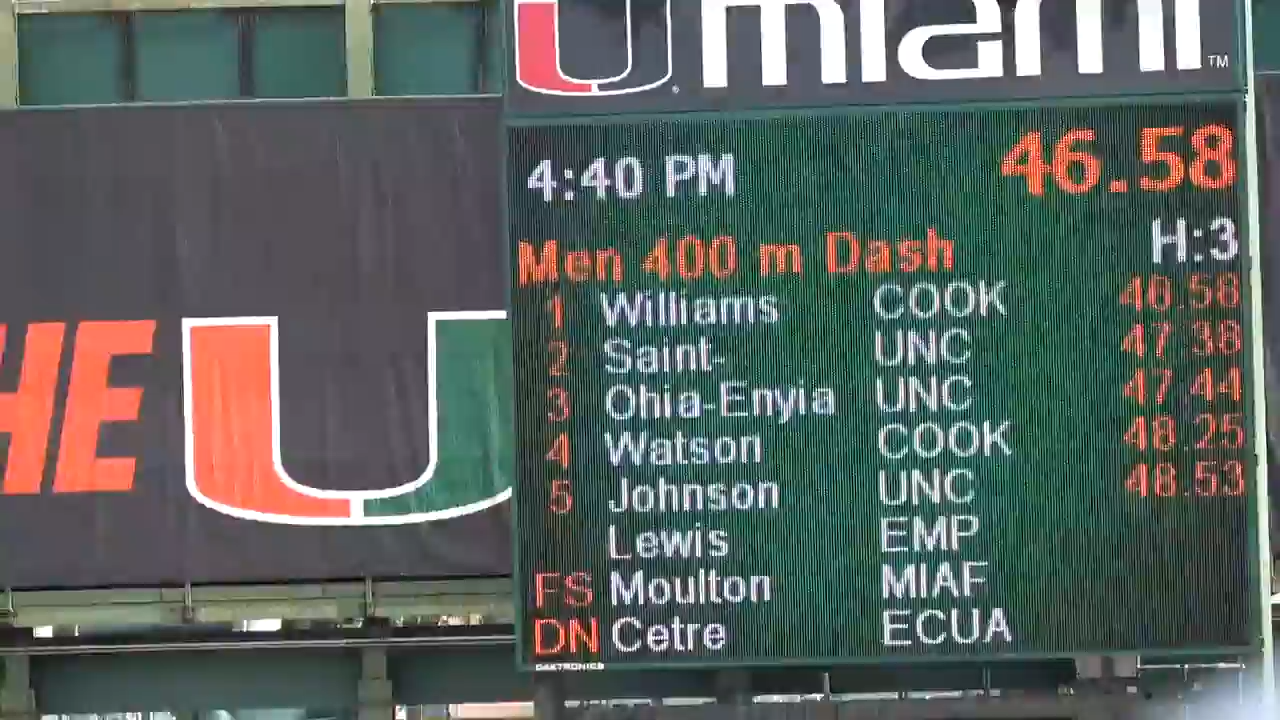 U miami ™
4:40 PM 46.58
Men 400 m Dash H:3
1 Williams COOK 46.58
2 Saint- UNC 47.38
3 Ohia-Enyia UNC 47.44
4 Watson COOK 48.25
5 Johnson UNC 48.53
Lewis EMP
FS Moulton MIAF
DN Cetre ECUA
DAKTRONICS
HE U